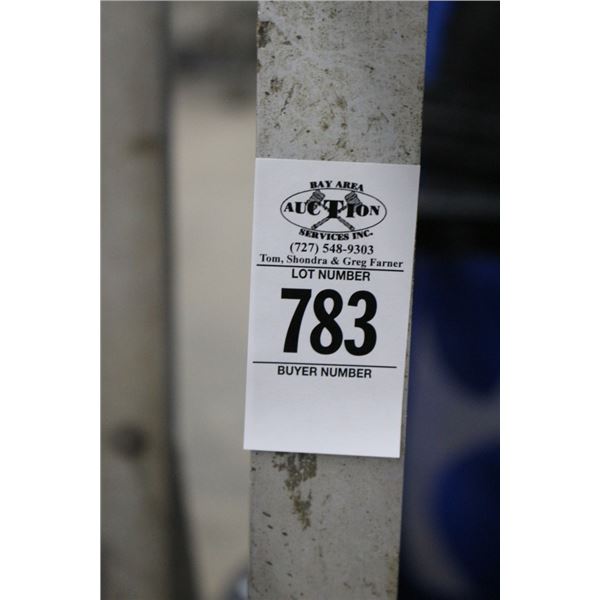 BAY AREA
AUCTION
SERVICES INC.
(727) 548-9303
Tom, Shondra & Greg Farner
LOT NUMBER
783
BUYER NUMBER